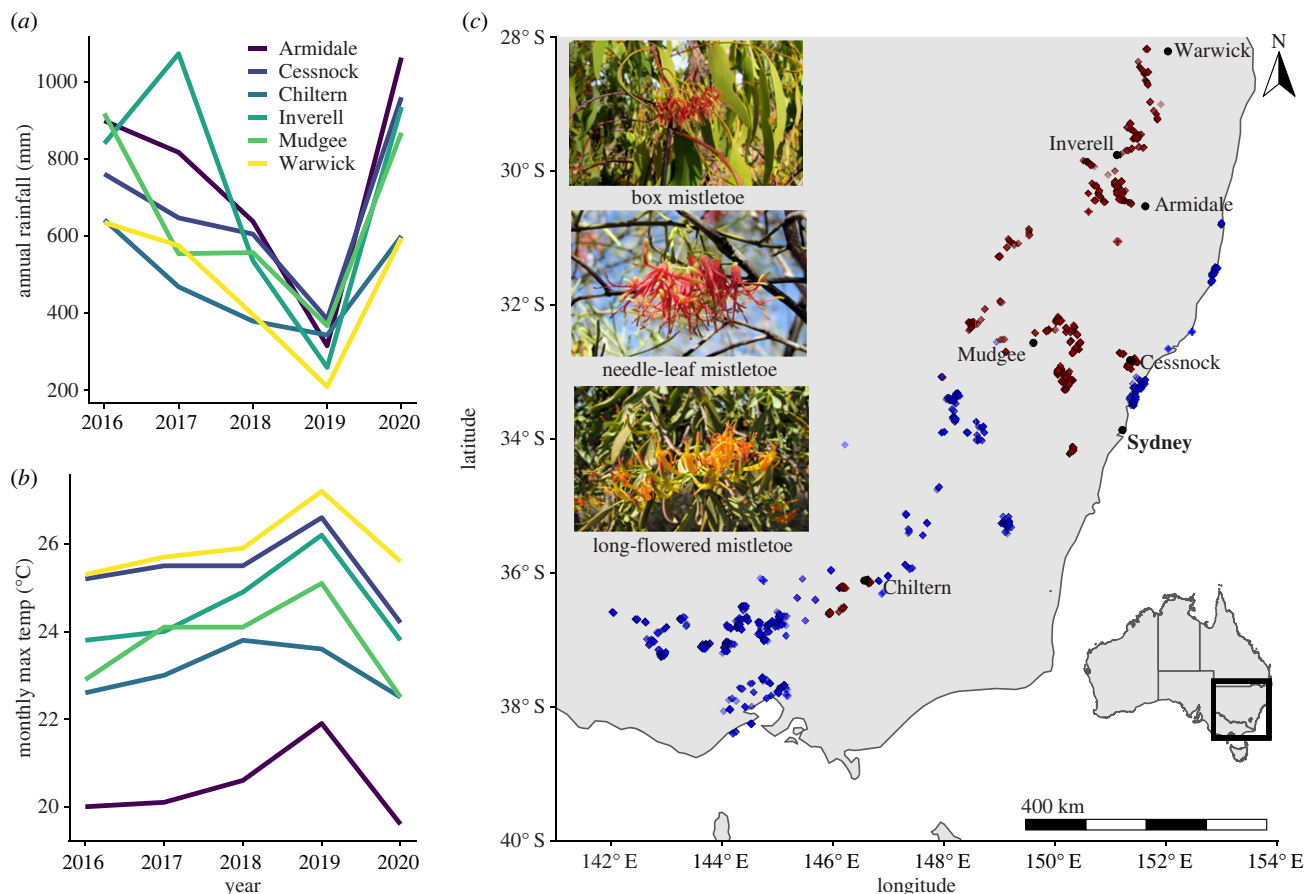 (a)
annual rainfall (mm)
1000
800
600
400
200
Armidale
Cessnock
Chiltern
Inverell
Mudgee
Warwick
2016 2017 2018 2019 2020
(b)
monthly max temp (°C)
26
24
22
20
2016 2017 2018 2019 2020
year
(c)
latitude
28° S
30° S
32° S
34° S
36° S
38° S
40° S
box mistletoe
needle-leaf mistletoe
long-flowered mistletoe
N
Warwick
Inverell
Armidale
Mudgee
Cessnock
Sydney
Chiltern
400 km
142° E 144° E 146° E 148° E 150° E 152° E 154° E
longitude